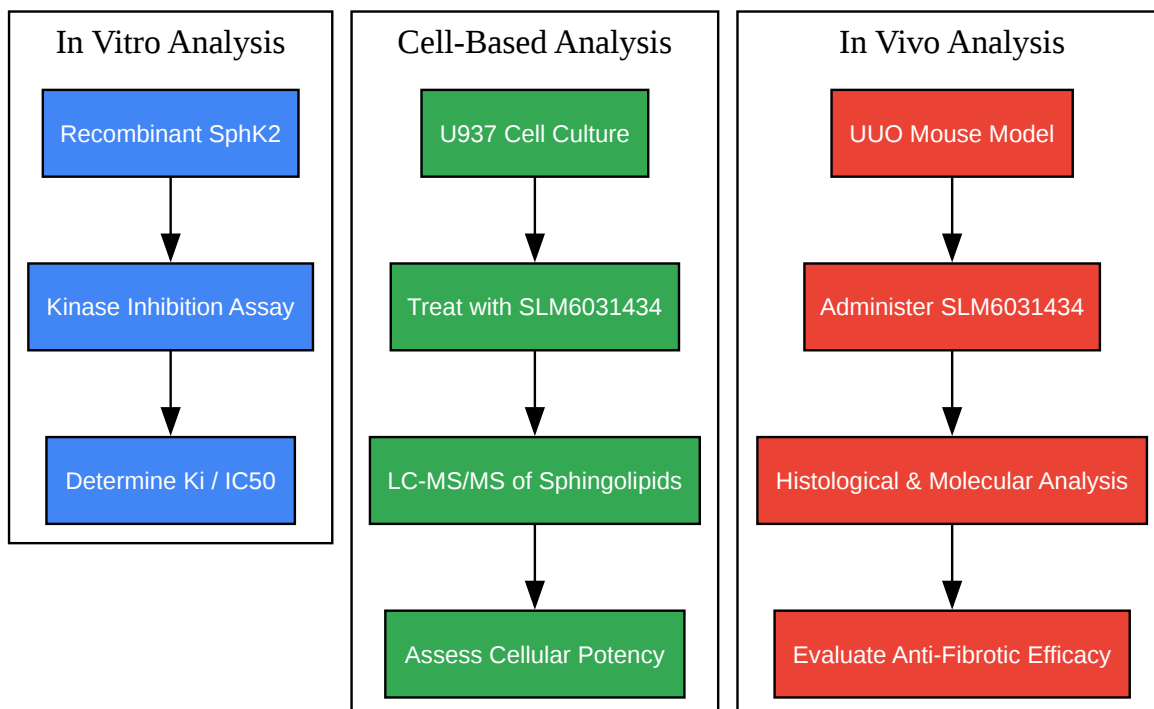 In Vitro Analysis
Recombinant SphK2
Kinase Inhibition Assay
Determine Ki / IC50
Cell-Based Analysis
U937 Cell Culture
Treat with SLM6031434
LC-MS/MS of Sphingolipids
Assess Cellular Potency
In Vivo Analysis
UUO Mouse Model
Administer SLM6031434
Histological & Molecular Analysis
Evaluate Anti-Fibrotic Efficacy